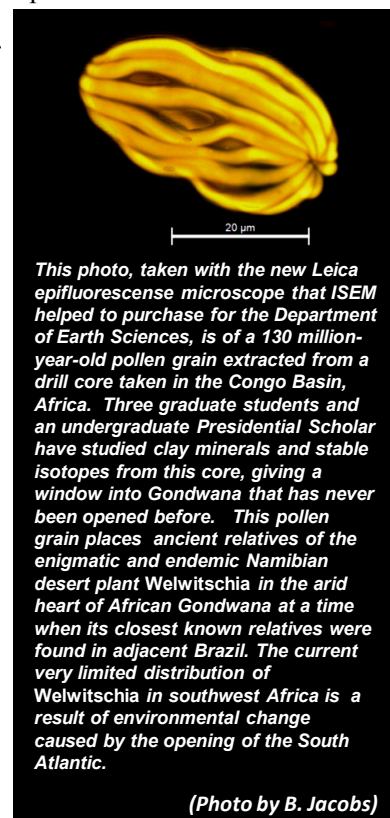 20 µm
This photo, taken with the new Leica
epifluorescense microscope that ISEM
helped to purchase for the Department
of Earth Sciences, is of a 130 million-
year-old pollen grain extracted from a
drill core taken in the Congo Basin,
Africa. Three graduate students and
an undergraduate Presidential Scholar
have studied clay minerals and stable
isotopes from this core, giving a
window into Gondwana that has never
been opened before. This pollen
grain places ancient relatives of the
enigmatic and endemic Namibian
desert plant Welwitschia in the arid
heart of African Gondwana at a time
when its closest known relatives were
found in adjacent Brazil. The current
very limited distribution of
Welwitschia in southwest Africa is a
result of environmental change
caused by the opening of the South
Atlantic.
(Photo by B. Jacobs)